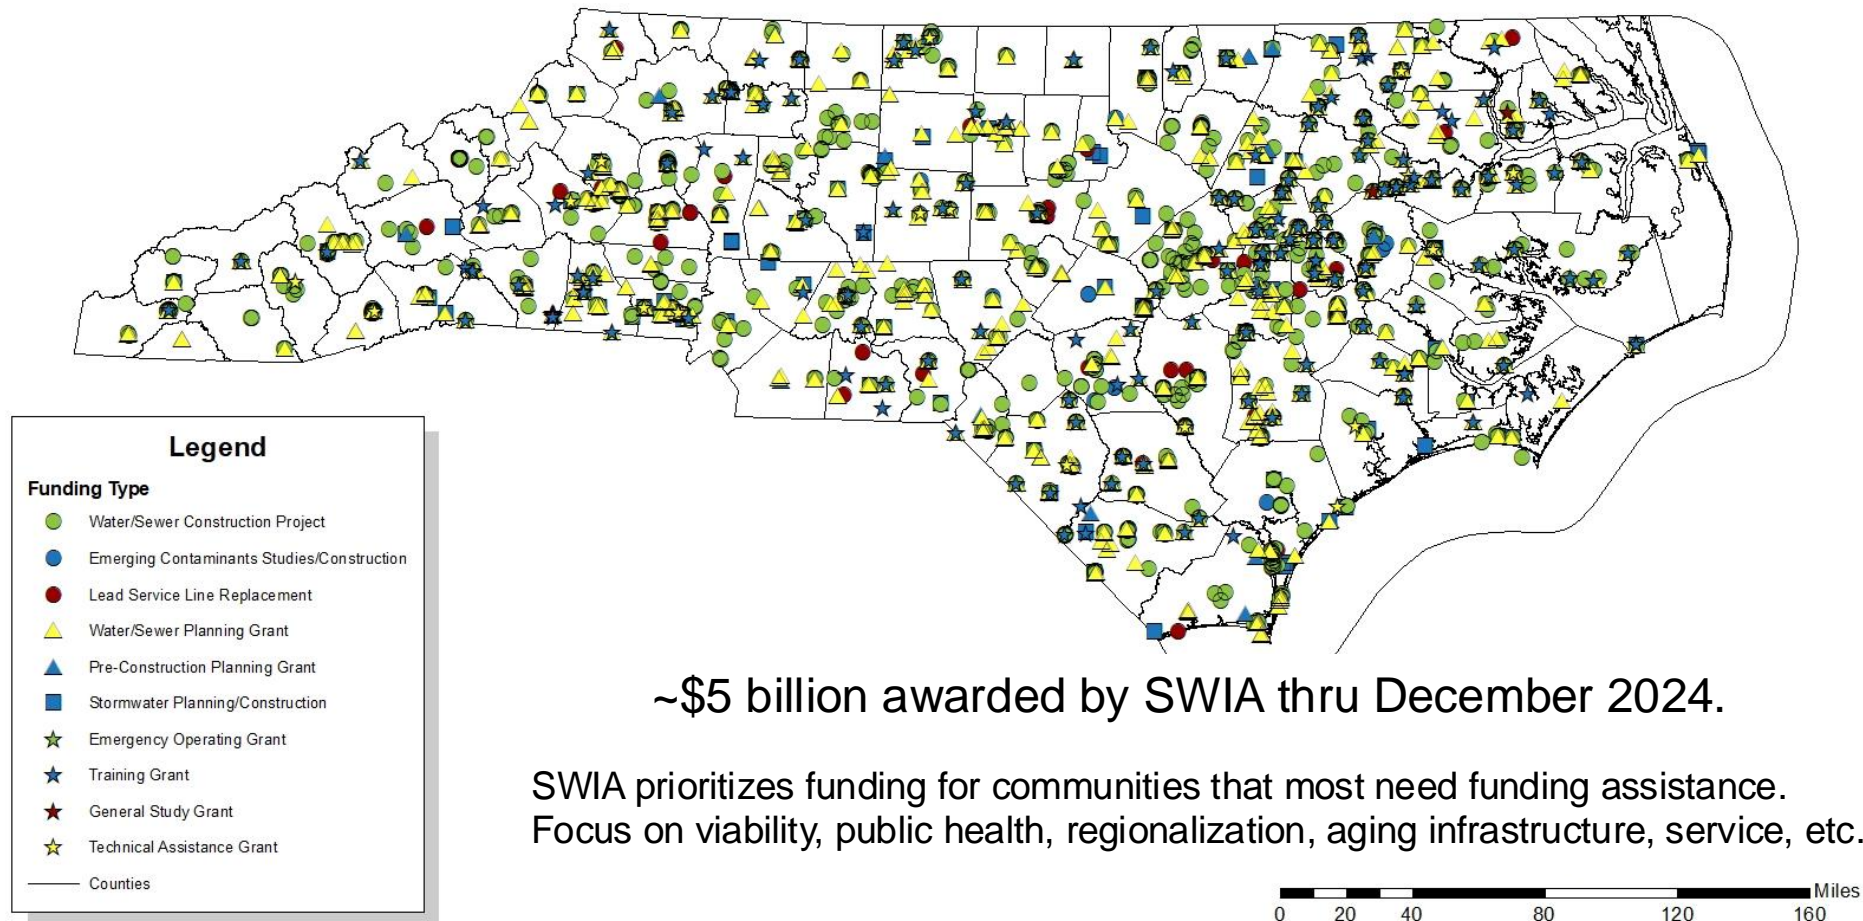 Legend
Funding Type
Water/Sewer Construction Project
Emerging Contaminants Studies/Construction
Lead Service Line Replacement
Water/Sewer Planning Grant
Pre-Construction Planning Grant
Stormwater Planning/Construction
Emergency Operating Grant
Training Grant
General Study Grant
Technical Assistance Grant
Counties
~$5 billion awarded by SWIA thru December 2024.
SWIA prioritizes funding for communities that most need funding assistance.
Focus on viability, public health, regionalization, aging infrastructure, service, etc.
Miles
0 20 40 80 120 160